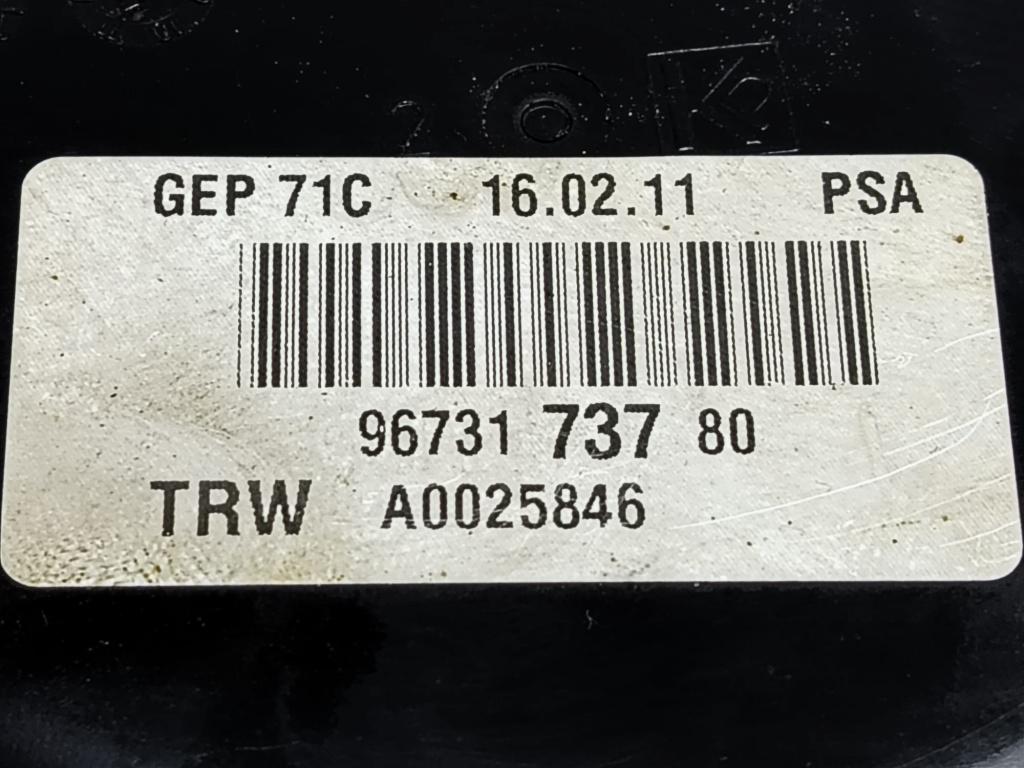 GEP 71C 16.02.11 PSA
96731 737 80
TRW A0025846